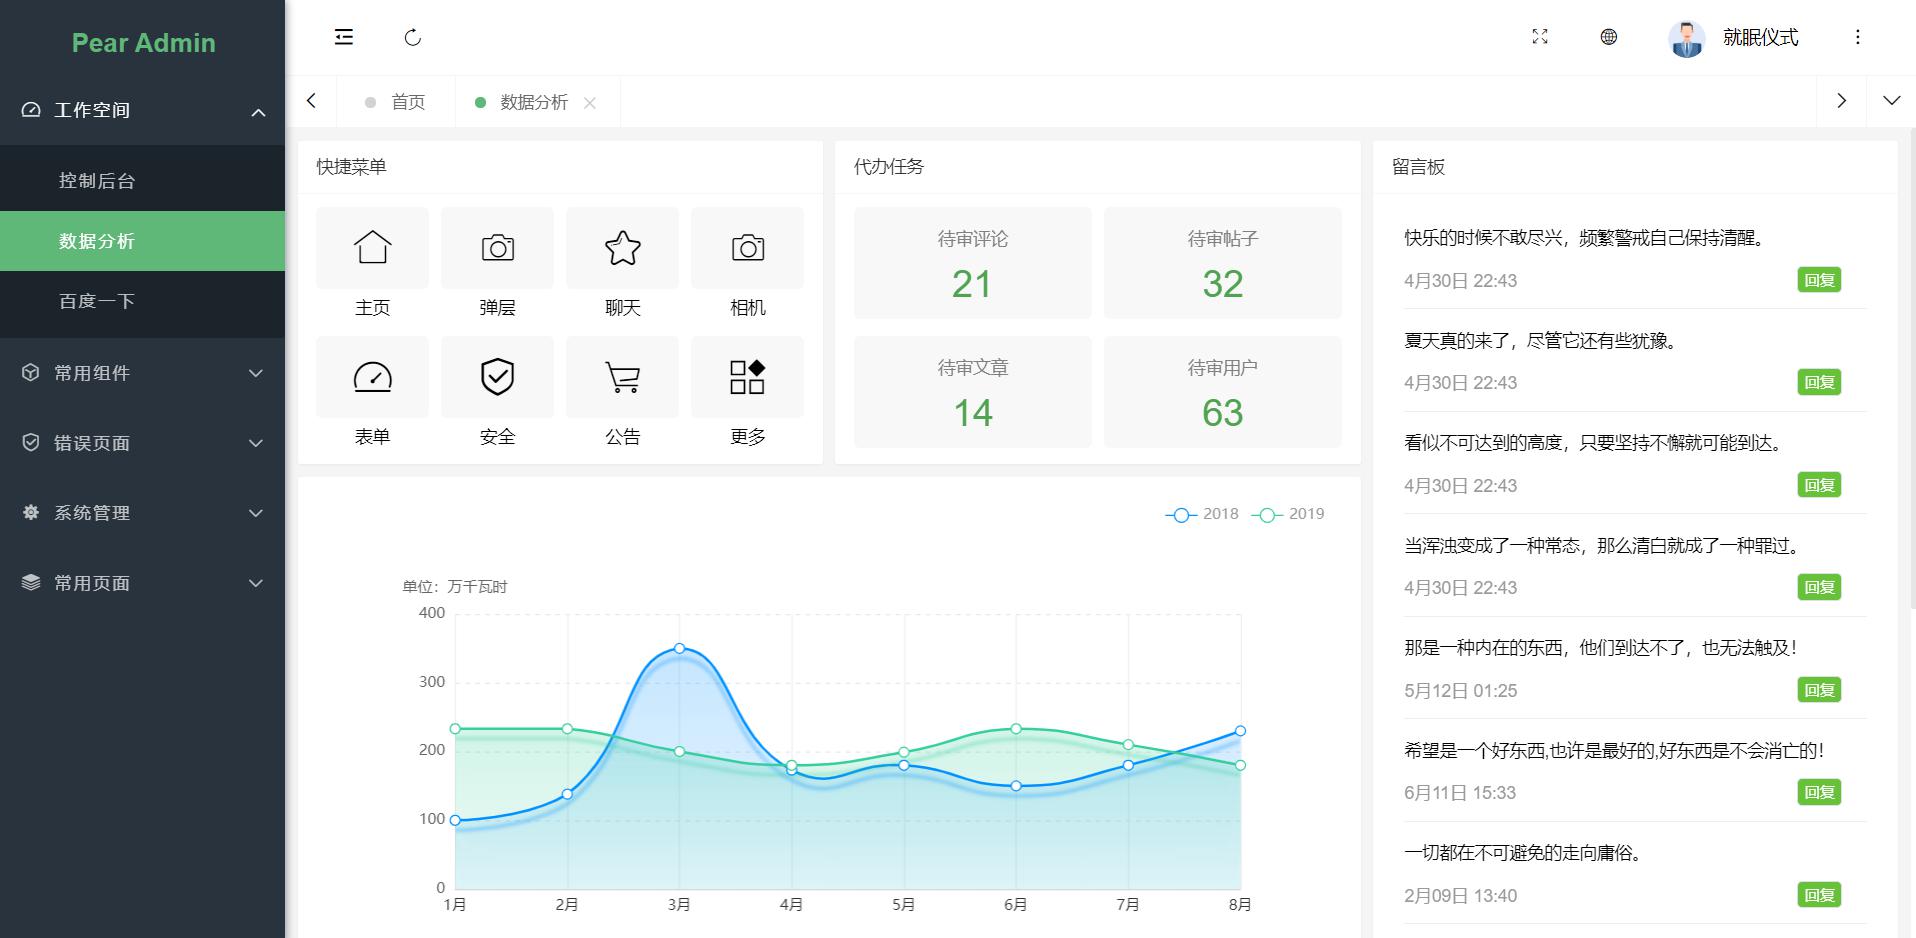 Pear Admin
工作空间
控制后台
数据分析
百度一下
常用组件
错误页面
系统管理
常用页面
就眠仪式
首页
数据分析
快捷菜单
主页
弹层
聊天
相机
表单
安全
公告
更多
代办任务
待审评论
21
待审帖子
32
待审文章
14
待审用户
63
2018
2019
单位：万千瓦时
400
300
200
100
0
1月
2月
3月
4月
5月
6月
7月
8月
留言板
快乐的时候不敢尽兴，频繁警戒自己保持清醒。
4月30日 22:43
回复
夏天真的来了，尽管它还有些犹豫。
4月30日 22:43
回复
看似不可达到的高度，只要坚持不懈就可能到达。
4月30日 22:43
回复
当浑浊变成了一种常态，那么清白就成了一种罪过。
4月30日 22:43
回复
那是一种内在的东西，他们到达不了，也无法触及！
5月12日 01:25
回复
希望是一个好东西,也许是最好的,好东西是不会消亡的！
6月11日 15:33
回复
一切都在不可避免的走向庸俗。
2月09日 13:40
回复